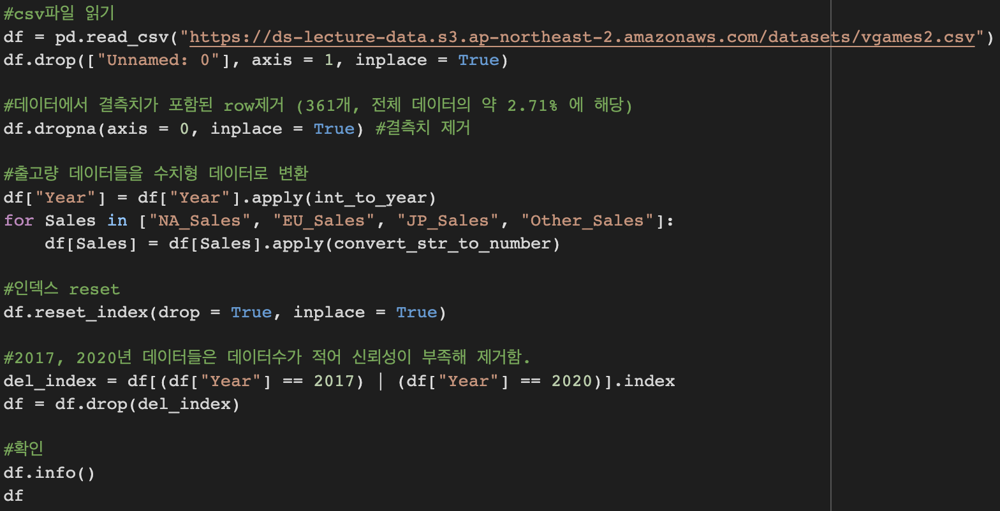 #csv파일 읽기
df = pd.read_csv("https://ds-lecture-data.s3.ap-northeast-2.amazonaws.com/datasets/vgames2.csv")
df.drop(["Unnamed: 0"], axis = 1, inplace = True)
#데이터에서 결측치가 포함된 row제거 (361개, 전체 데이터의 약 2.71% 에 해당)
df.dropna(axis = 0, inplace = True) #결측치 제거
#출고량 데이터들을 수치형 데이터로 변환
df["Year"] = df["Year"].apply(int_to_year)
for Sales in ["NA_Sales", "EU_Sales", "JP_Sales", "Other_Sales"]:
    df[Sales] = df[Sales].apply(convert_str_to_number)
#인덱스 reset
df.reset_index(drop = True, inplace = True)
#2017, 2020년 데이터들은 데이터수가 적어 신뢰성이 부족해 제거함.
del_index = df[(df["Year"] == 2017) | (df["Year"] == 2020)].index
df = df.drop(del_index)
#확인
df.info()
df